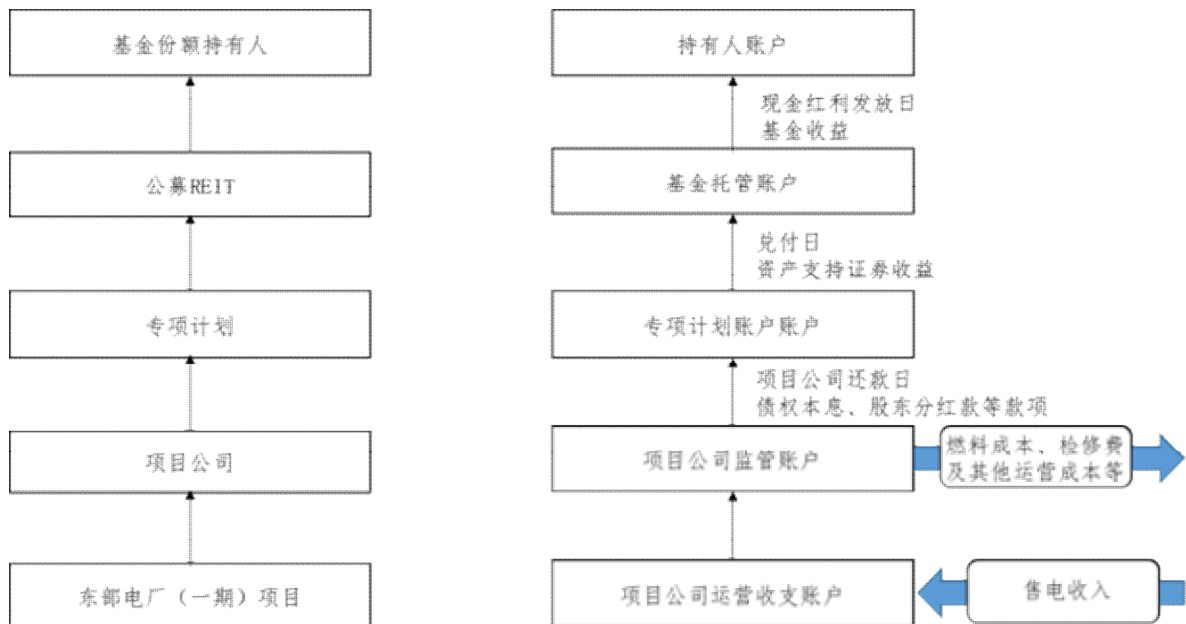 基金份额持有人
持有人账户
现金红利发放日
基金收益
公募REIT
基金托管账户
兑付日
资产支持证券收益
专项计划
专项计划账户账户
项目公司还款日
债权本息、股东分红款等款项
项目公司
项目公司监管账户
燃料成本、检修费
及其他运营成本等
东部电厂（一期）项目
项目公司运营收支账户
售电收入